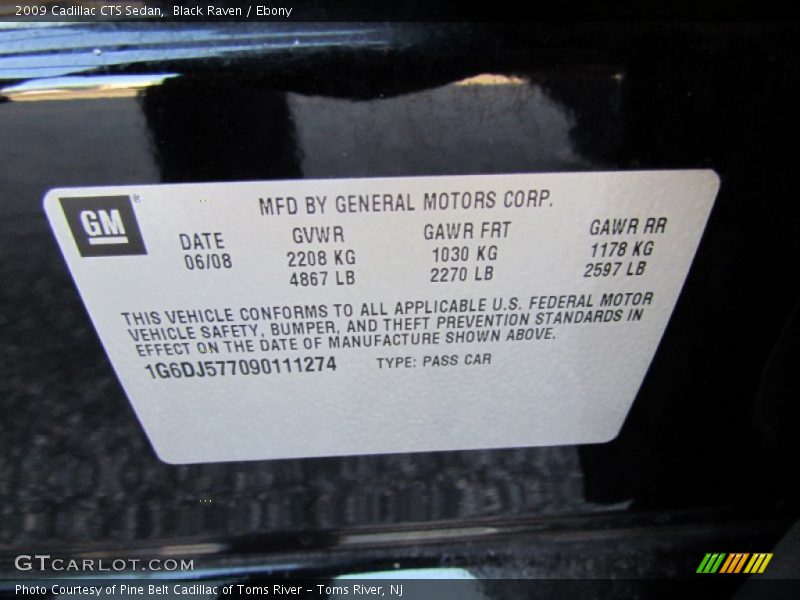 2009 Cadillac CTS Sedan, Black Raven / Ebony
GM
MFD BY GENERAL MOTORS CORP.
DATE GVWR GAWR FRT GAWR RR
06/08 2208 KG 1030 KG 1178 KG
4867 LB 2270 LB 2597 LB
THIS VEHICLE CONFORMS TO ALL APPLICABLE U.S. FEDERAL MOTOR
VEHICLE SAFETY, BUMPER, AND THEFT PREVENTION STANDARDS IN
EFFECT ON THE DATE OF MANUFACTURE SHOWN ABOVE.
1G6DJ577090111274 TYPE: PASS CAR
GTCARLOT.COM
Photo Courtesy of Pine Belt Cadillac of Toms River – Toms River, NJ